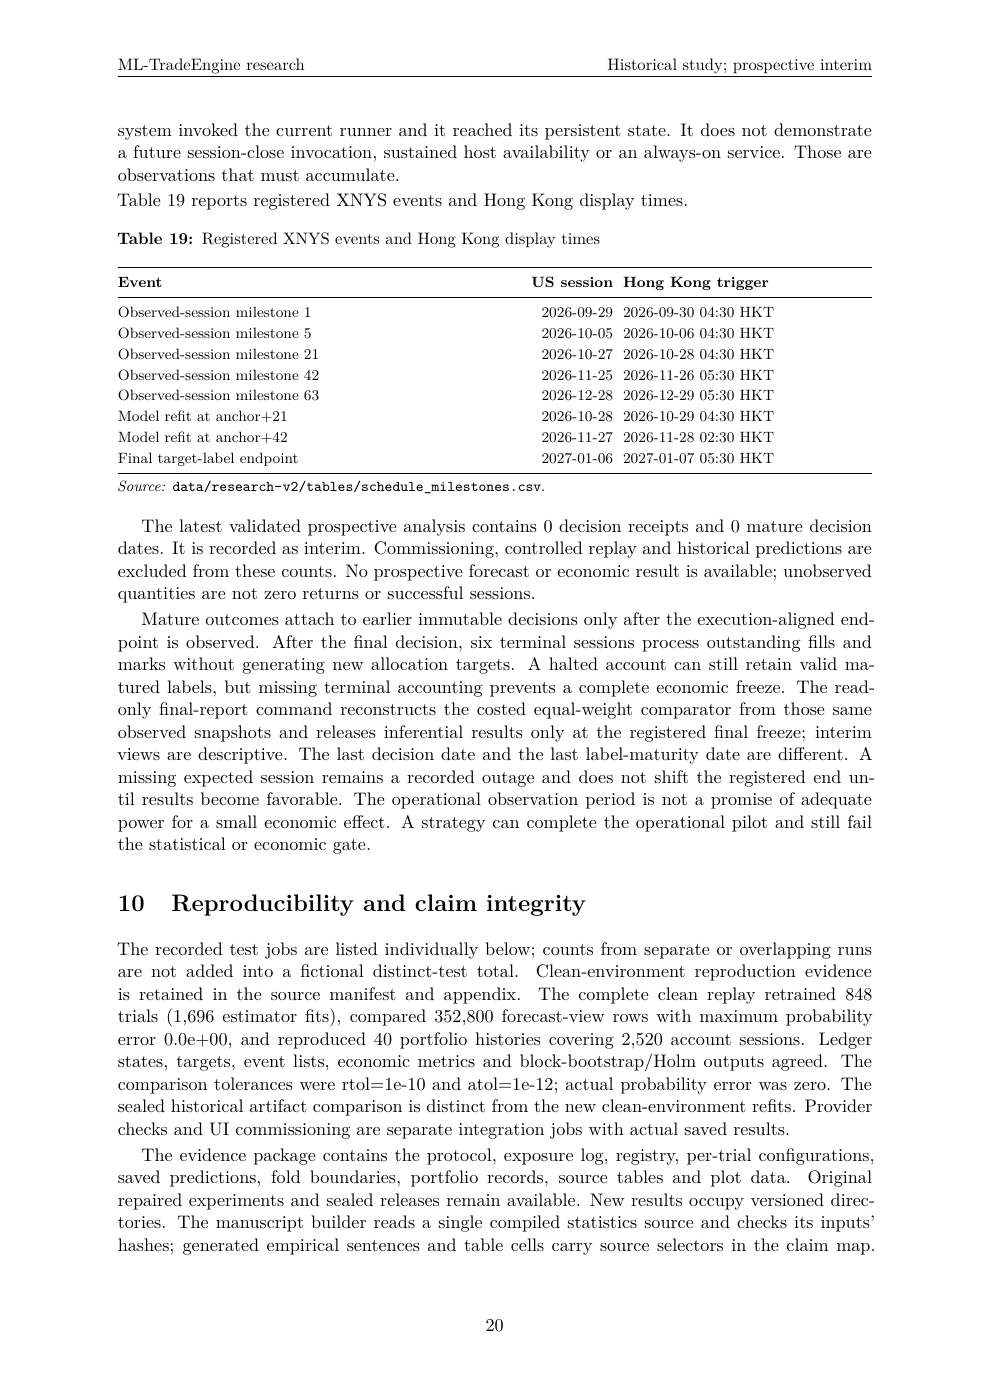 ML-TradeEngine research Historical study; prospective interim
system invoked the current runner and it reached its persistent state. It does not demonstrate
a future session-close invocation, sustained host availability or an always-on service. Those are
observations that must accumulate.
Table 19 reports registered XNYS events and Hong Kong display times.
Table 19: Registered XNYS events and Hong Kong display times
Event US session Hong Kong trigger
Observed-session milestone 1 2026-09-29 2026-09-30 04:30 HKT
Observed-session milestone 5 2026-10-05 2026-10-06 04:30 HKT
Observed-session milestone 21 2026-10-27 2026-10-28 04:30 HKT
Observed-session milestone 42 2026-11-25 2026-11-26 05:30 HKT
Observed-session milestone 63 2026-12-28 2026-12-29 05:30 HKT
Model refit at anchor+21 2026-10-28 2026-10-29 04:30 HKT
Model refit at anchor+42 2026-11-27 2026-11-28 02:30 HKT
Final target-label endpoint 2027-01-06 2027-01-07 05:30 HKT
Source: data/research-v2/tables/schedule_milestones.csv.
The latest validated prospective analysis contains 0 decision receipts and 0 mature decision
dates. It is recorded as interim. Commissioning, controlled replay and historical predictions are
excluded from these counts. No prospective forecast or economic result is available; unobserved
quantities are not zero returns or successful sessions.
Mature outcomes attach to earlier immutable decisions only after the execution-aligned end-
point is observed. After the final decision, six terminal sessions process outstanding fills and
marks without generating new allocation targets. A halted account can still retain valid ma-
tured labels, but missing terminal accounting prevents a complete economic freeze. The read-
only final-report command reconstructs the costed equal-weight comparator from those same
observed snapshots and releases inferential results only at the registered final freeze; interim
views are descriptive. The last decision date and the last label-maturity date are different. A
missing expected session remains a recorded outage and does not shift the registered end un-
til results become favorable. The operational observation period is not a promise of adequate
power for a small economic effect. A strategy can complete the operational pilot and still fail
the statistical or economic gate.
10 Reproducibility and claim integrity
The recorded test jobs are listed individually below; counts from separate or overlapping runs
are not added into a fictional distinct-test total. Clean-environment reproduction evidence
is retained in the source manifest and appendix. The complete clean replay retrained 848
trials (1,696 estimator fits), compared 352,800 forecast-view rows with maximum probability
error 0.0e+00, and reproduced 40 portfolio histories covering 2,520 account sessions. Ledger
states, targets, event lists, economic metrics and block-bootstrap/Holm outputs agreed. The
comparison tolerances were rtol=1e-10 and atol=1e-12; actual probability error was zero. The
sealed historical artifact comparison is distinct from the new clean-environment refits. Provider
checks and UI commissioning are separate integration jobs with actual saved results.
The evidence package contains the protocol, exposure log, registry, per-trial configurations,
saved predictions, fold boundaries, portfolio records, source tables and plot data. Original
repaired experiments and sealed releases remain available. New results occupy versioned direc-
tories. The manuscript builder reads a single compiled statistics source and checks its inputs'
hashes; generated empirical sentences and table cells carry source selectors in the claim map.
20